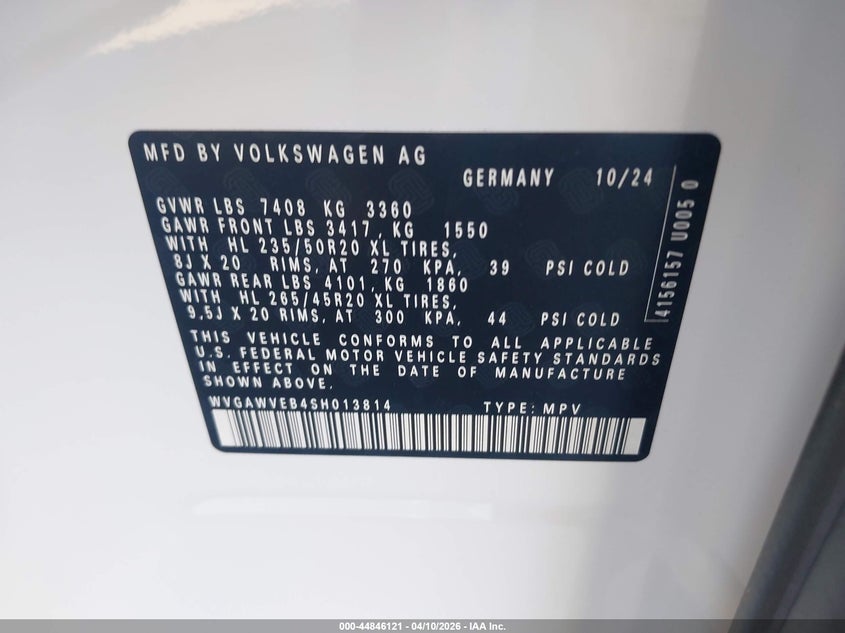 MFD BY VOLKSWAGEN AG
GERMANY 10/24
GVWR LBS 7408 KG 3360
GAWR FRONT LBS 3417, KG 1550
WITH HL 235/50R20 XL TIRES,
8J X 20 RIMS, AT 270 KPA, 39 PSI COLD
GAWR REAR LBS 4101, KG 1860
WITH HL 265/45R20 XL TIRES,
9.5J X 20 RIMS, AT 300 KPA, 44 PSI COLD
THIS VEHICLE CONFORMS TO ALL APPLICABLE
U.S. FEDERAL MOTOR VEHICLE SAFETY STANDARDS
IN EFFECT ON THE DATE OF MANUFACTURE
SHOWN ABOVE.
WVGAWVEB4SH013814 TYPE: MPV
4156157 U005 0
000-44846121 - 04/10/2026 - IAA Inc.